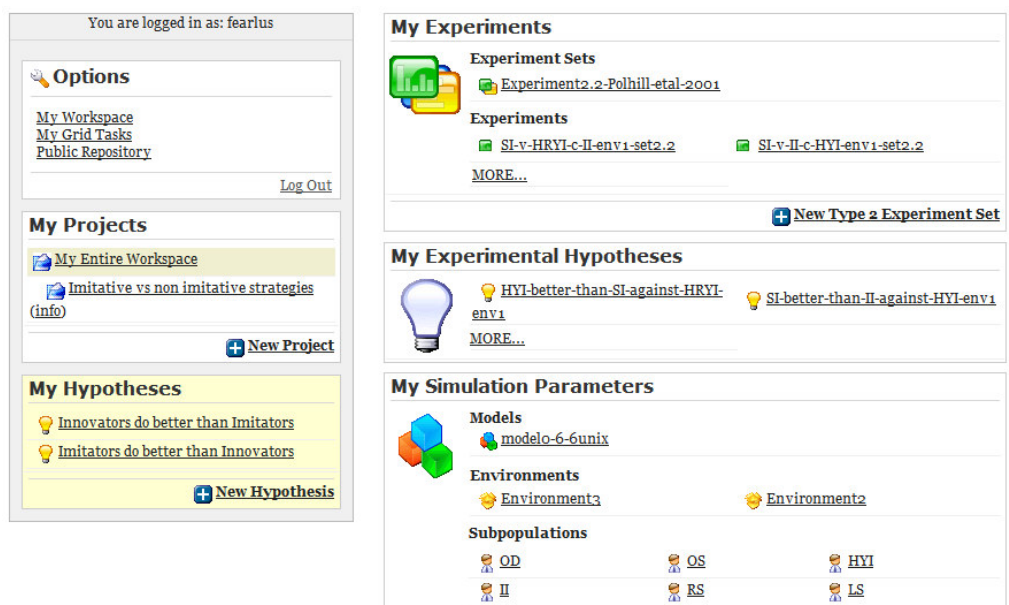 You are logged in as: fearlus
Options
My Workspace
My Grid Tasks
Public Repository
Log Out
My Projects
My Entire Workspace
Imitative vs non imitative strategies
(info)
New Project
My Hypotheses
Innovators do better than Imitators
Imitators do better than Innovators
New Hypothesis
My Experiments
Experiment Sets
Experiment2.2-Polhill-etal-2001
Experiments
SI-v-HRYI-c-II-env1-set2.2 SI-v-II-c-HYI-env1-set2.2
MORE...
New Type 2 Experiment Set
My Experimental Hypotheses
HYI-better-than-SI-against-HRYI-
env1
SI-better-than-II-against-HYI-env1
MORE...
My Simulation Parameters
Models
modelo-6-6unix
Environments
Environment3 Environment2
Subpopulations
OD OS HYI
II RS LS